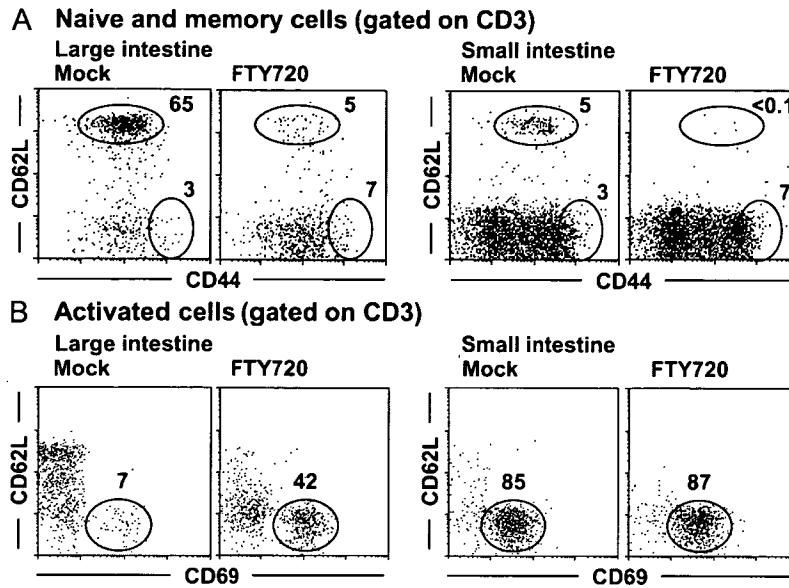 A Naive and memory cells (gated on CD3)
Large intestine Small intestine
Mock FTY720 Mock FTY720
65 5 5 <0.1
3 7 3 7
CD62L CD62L
CD44 CD44
B Activated cells (gated on CD3)
Large intestine Small intestine
Mock FTY720 Mock FTY720
7 42 85 87
CD62L CD62L
CD69 CD69